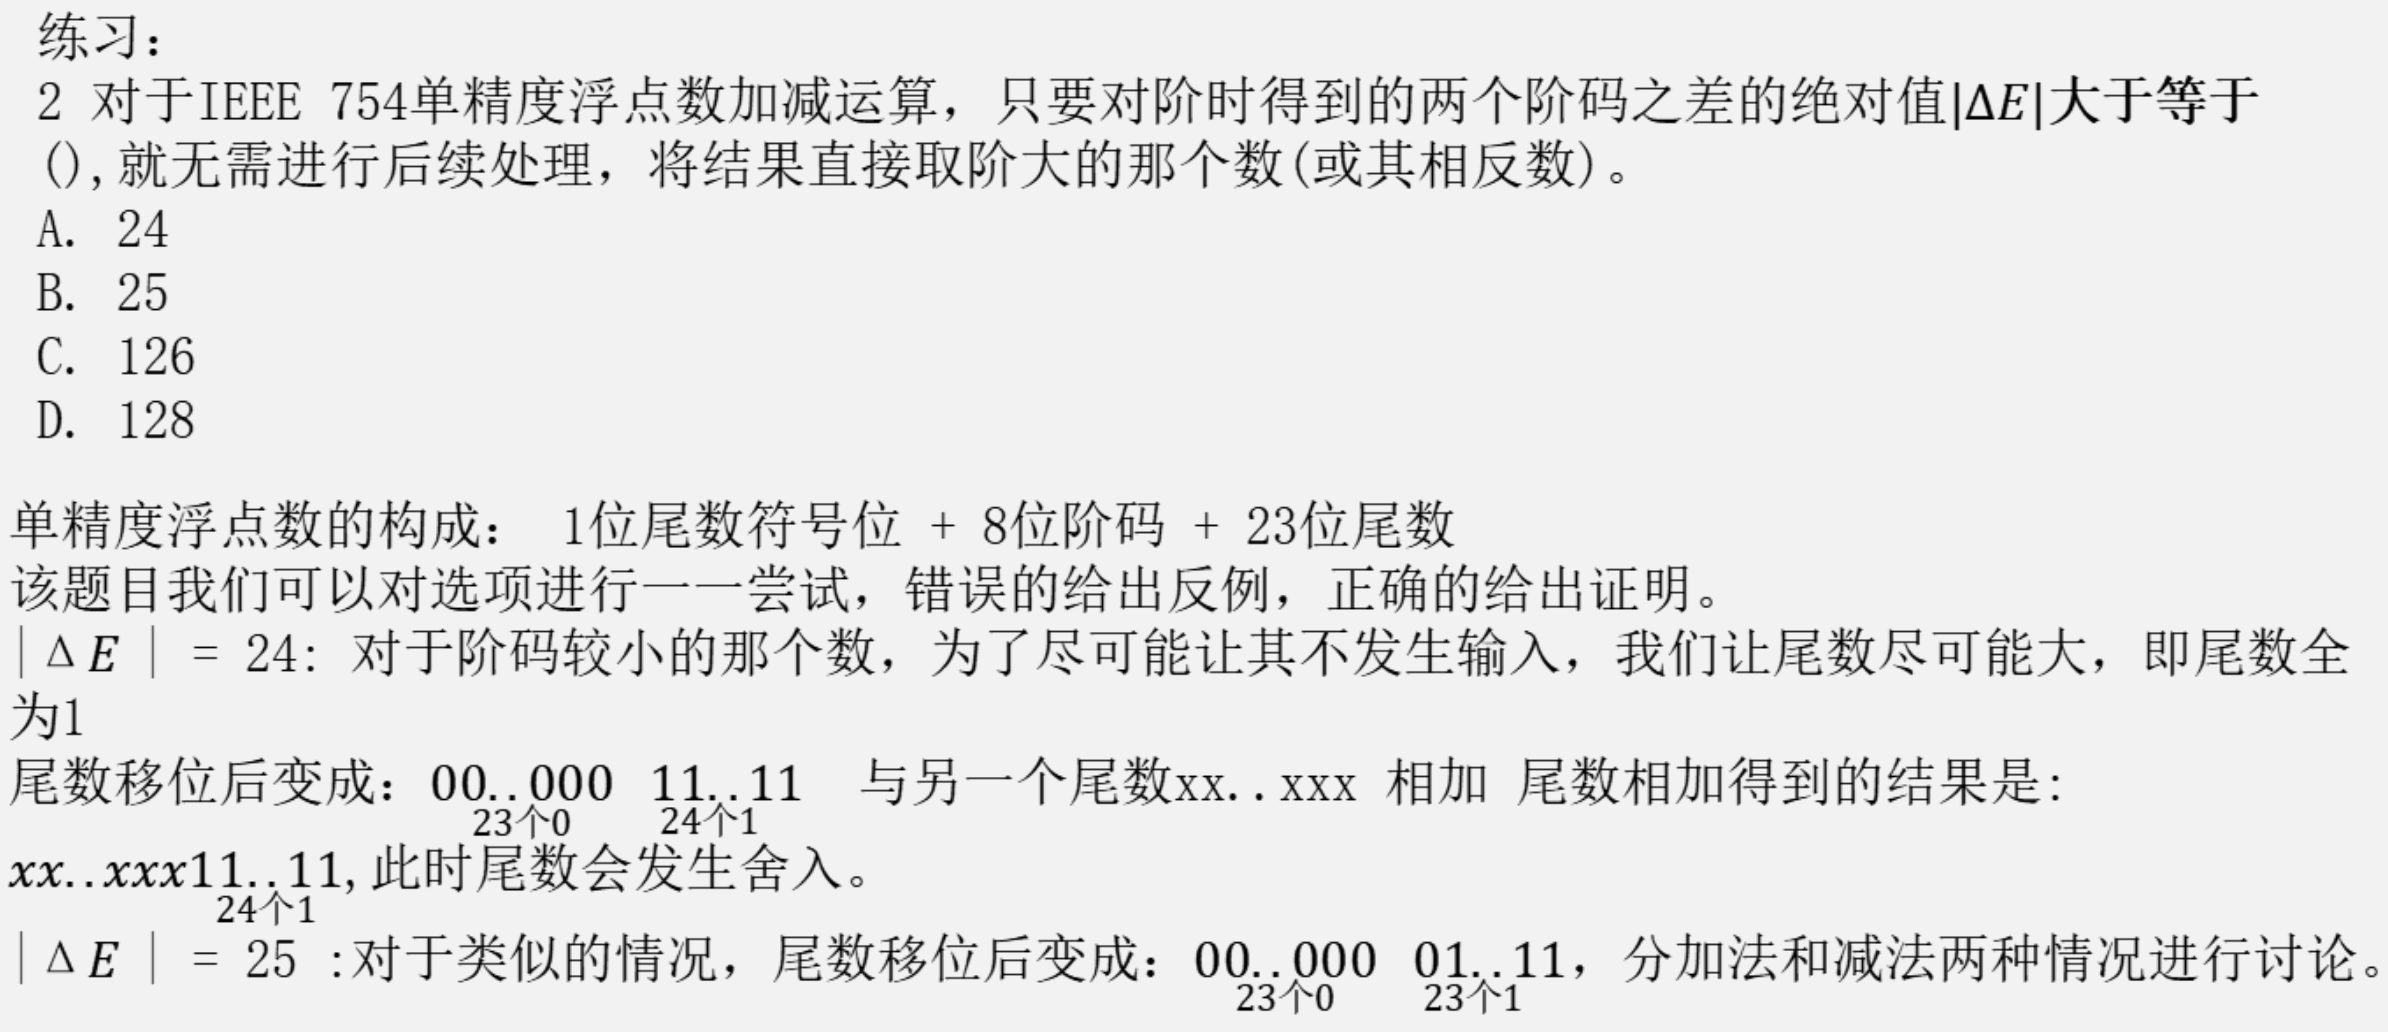 练习：
2 对于IEEE 754单精度浮点数加减运算，只要对阶时得到的两个阶码之差的绝对值|ΔE|大于等于
(),就无需进行后续处理，将结果直接取阶大的那个数(或其相反数)。
A. 24
B. 25
C. 126
D. 128
单精度浮点数的构成： 1位尾数符号位 + 8位阶码 + 23位尾数
该题目我们可以对选项进行一一尝试，错误的给出反例，正确的给出证明。
|ΔE| = 24: 对于阶码较小的那个数，为了尽可能让其不发生输入，我们让尾数尽可能大，即尾数全
为1
尾数移位后变成：00..000 11..11 与另一个尾数xx..xxx 相加 尾数相加得到的结果是:
23个0 24个1
xx..xxx11..11,此时尾数会发生舍入。
24个1
|ΔE| = 25 :对于类似的情况，尾数移位后变成：00..000 01..11，分加法和减法两种情况进行讨论。
23个0 23个1